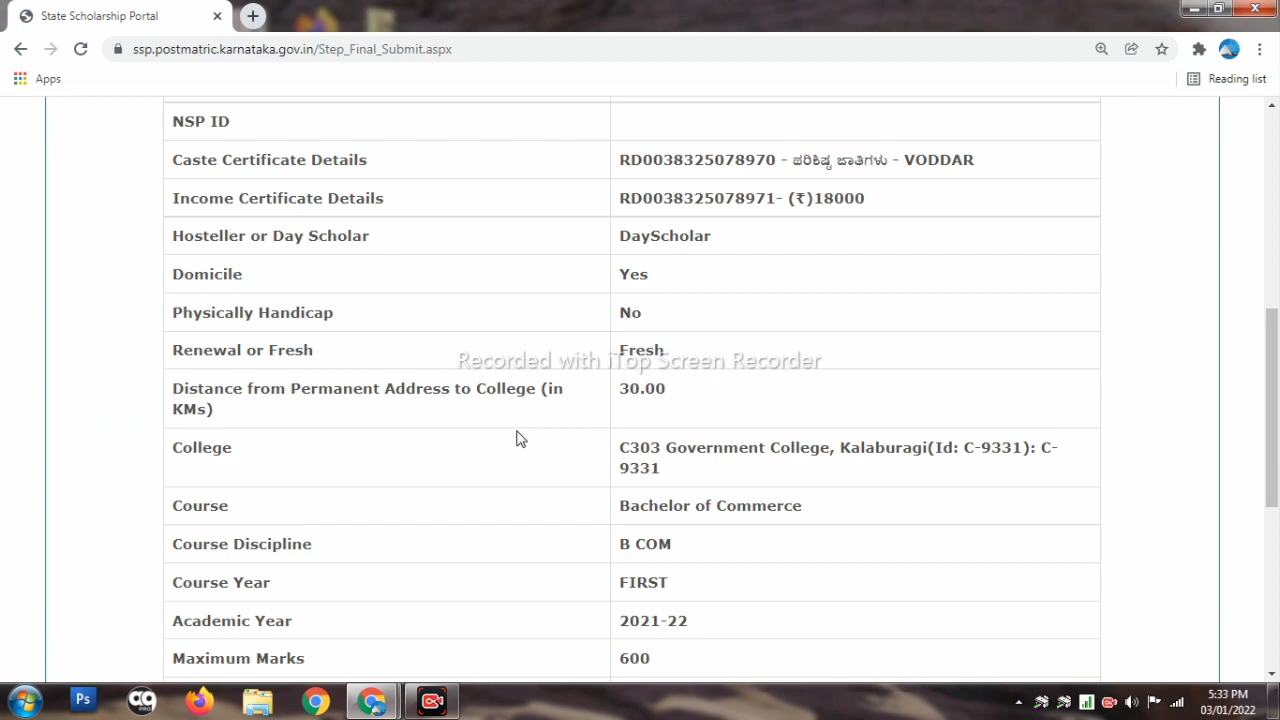 State Scholarship Portal
ssp.postmatric.karnataka.gov.in/Step_Final_Submit.aspx
Apps
Reading list
NSP ID
Caste Certificate Details RD0038325078970 - ಪರಿಶಿಷ್ಟ ಜಾತಿಗಳು - VODDAR
Income Certificate Details RD0038325078971- (₹)18000
Hosteller or Day Scholar DayScholar
Domicile Yes
Physically Handicap No
Renewal or Fresh Fresh
Recorded with iTop Screen Recorder
Distance from Permanent Address to College (in
KMs) 30.00
College C303 Government College, Kalaburagi(Id: C-9331): C-
9331
Course Bachelor of Commerce
Course Discipline B COM
Course Year FIRST
Academic Year 2021-22
Maximum Marks 600
Ps
PRO
5:33 PM
03/01/2022